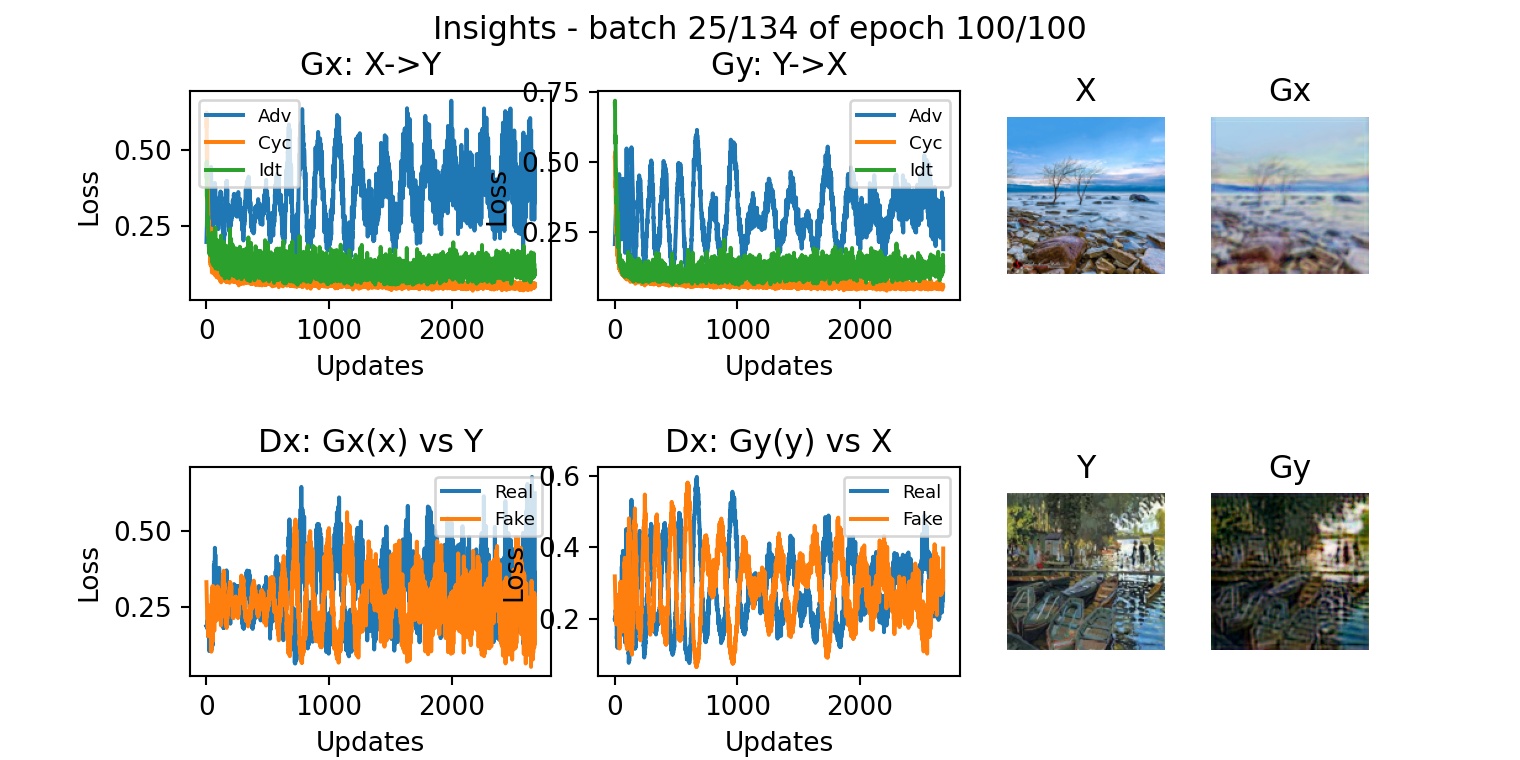 Insights - batch 25/134 of epoch 100/100
Gx: X->Y
Loss
0.50
0.25
Adv
Cyc
Idt
0
1000
2000
Updates
Gy: Y->X
Loss
0.75
0.50
0.25
Adv
Cyc
Idt
0
1000
2000
Updates
X
Gx
Dx: Gx(x) vs Y
Loss
0.50
0.25
Real
Fake
0
1000
2000
Updates
Dx: Gy(y) vs X
Loss
0.6
0.4
0.2
Real
Fake
0
1000
2000
Updates
Y
Gy